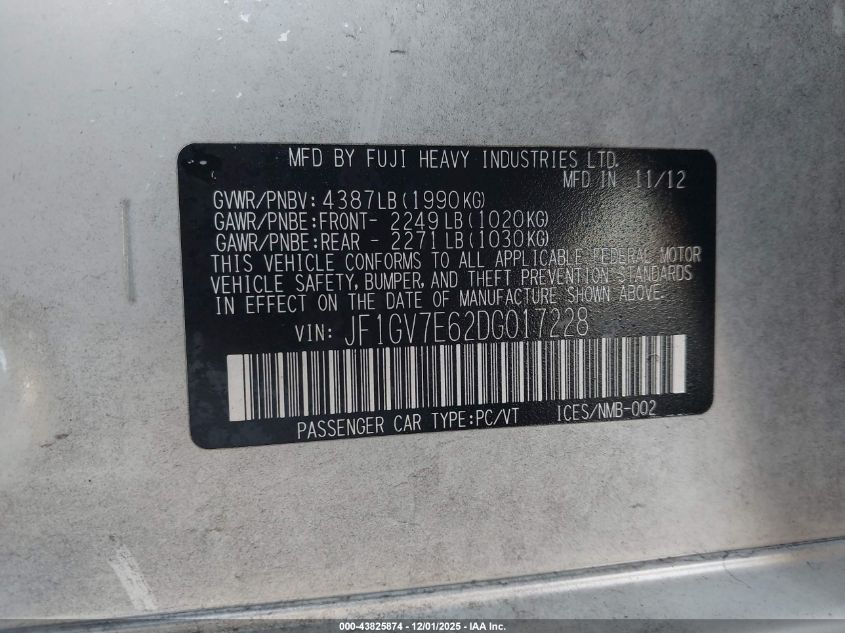 MFD BY FUJI HEAVY INDUSTRIES LTD.
MFD IN 11/12
GVWR/PNBV: 4387LB(1990KG)
GAWR/PNBE:FRONT- 2249LB(1020KG)
GAWR/PNBE:REAR - 2271LB(1030KG)
THIS VEHICLE CONFORMS TO ALL APPLICABLE FEDERAL MOTOR
VEHICLE SAFETY, BUMPER, AND THEFT PREVENTION STANDARDS
IN EFFECT ON THE DATE OF MANUFACTURE SHOWN ABOVE.
VIN: JF1GV7E62DG017228
PASSENGER CAR TYPE:PC/VT ICES/NMB-002
000-43825874 - 12/01/2025 - IAA Inc.